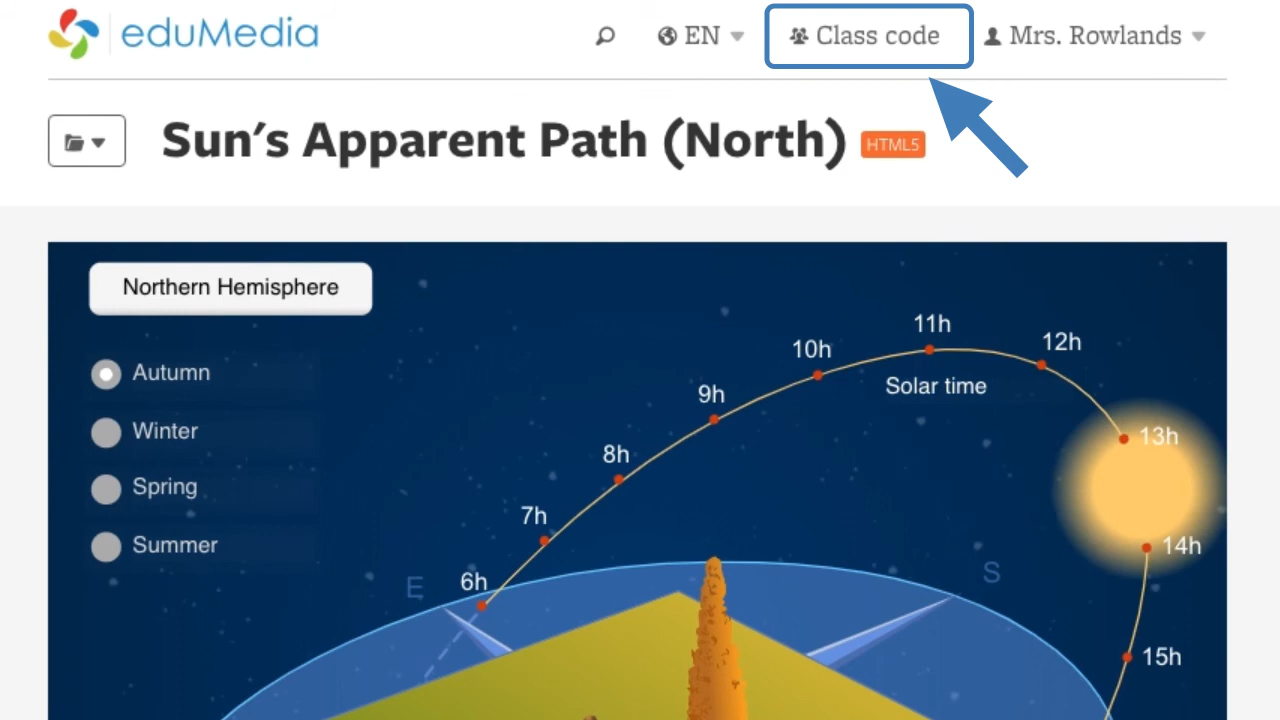 eduMedia
EN
Class code
Mrs. Rowlands
Sun's Apparent Path (North)
HTML5
Northern Hemisphere
Autumn
Winter
Spring
Summer
11h
12h
10h
Solar time
9h
13h
8h
7h
14h
6h
E
S
15h